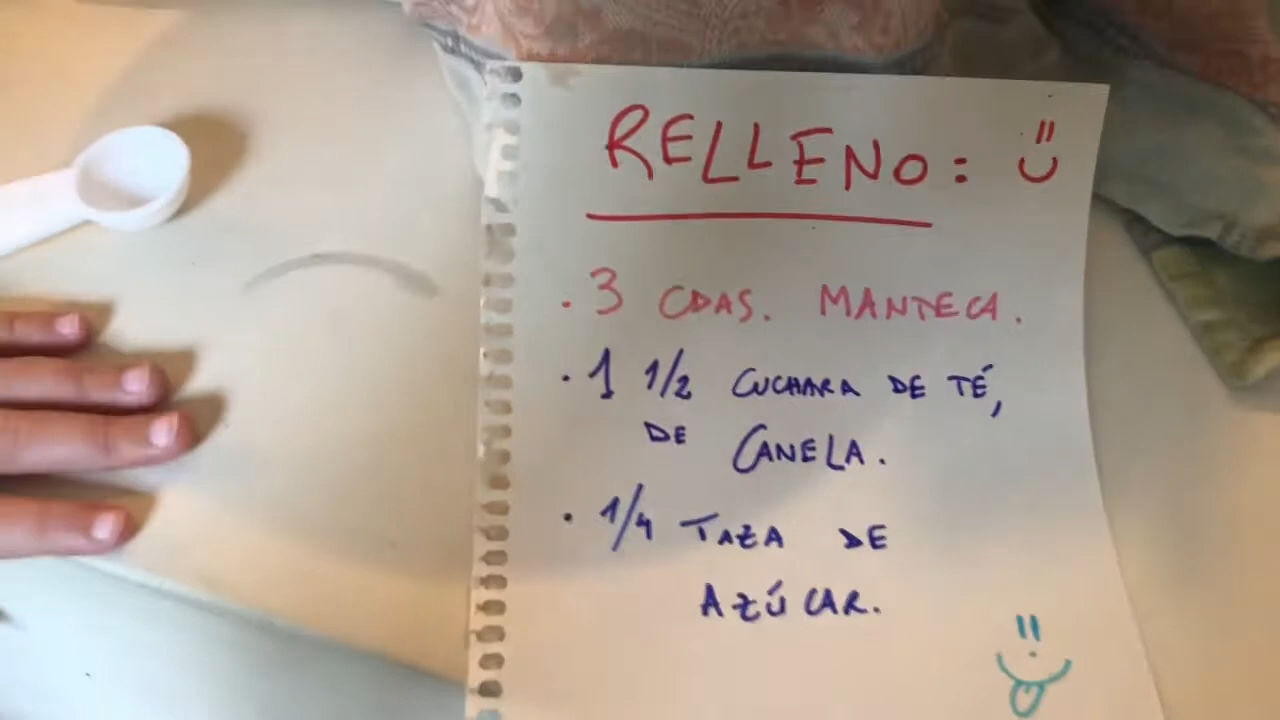 RELLENO:
. 3 CDAS. MANTECA.
. 1 1/2 CUCHARA DE TÉ,
DE CANELA.
. 1/4 TAZA DE
AZÚCAR.